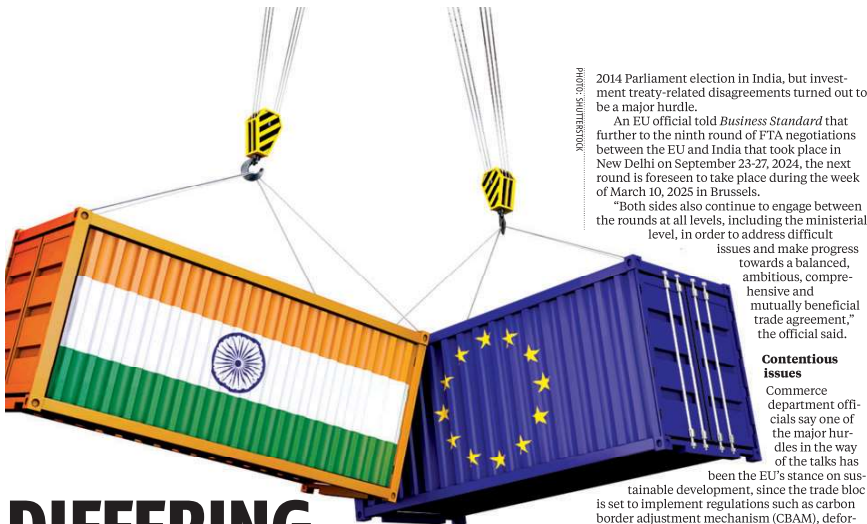 PHOTO: SHUTTERSTOCK
2014 Parliament election in India, but invest-
ment treaty-related disagreements turned out to
be a major hurdle.
An EU official told Business Standard that
further to the ninth round of FTA negotiations
between the EU and India that took place in
New Delhi on September 23-27, 2024, the next
round is foreseen to take place during the week
of March 10, 2025 in Brussels.
“Both sides also continue to engage between
the rounds at all levels, including the ministerial
level, in order to address difficult
issues and make progress
towards a balanced,
ambitious, compre-
hensive and
mutually beneficial
trade agreement,”
the official said.
Contentious
issues
Commerce
department offi-
cials say one of
the major hur-
dles in the way
of the talks has
been the EU’s stance on sus-
tainable development, since the trade bloc
is set to implement regulations such as carbon
border adjustment mechanism (CBAM), defor-
DIFFERING